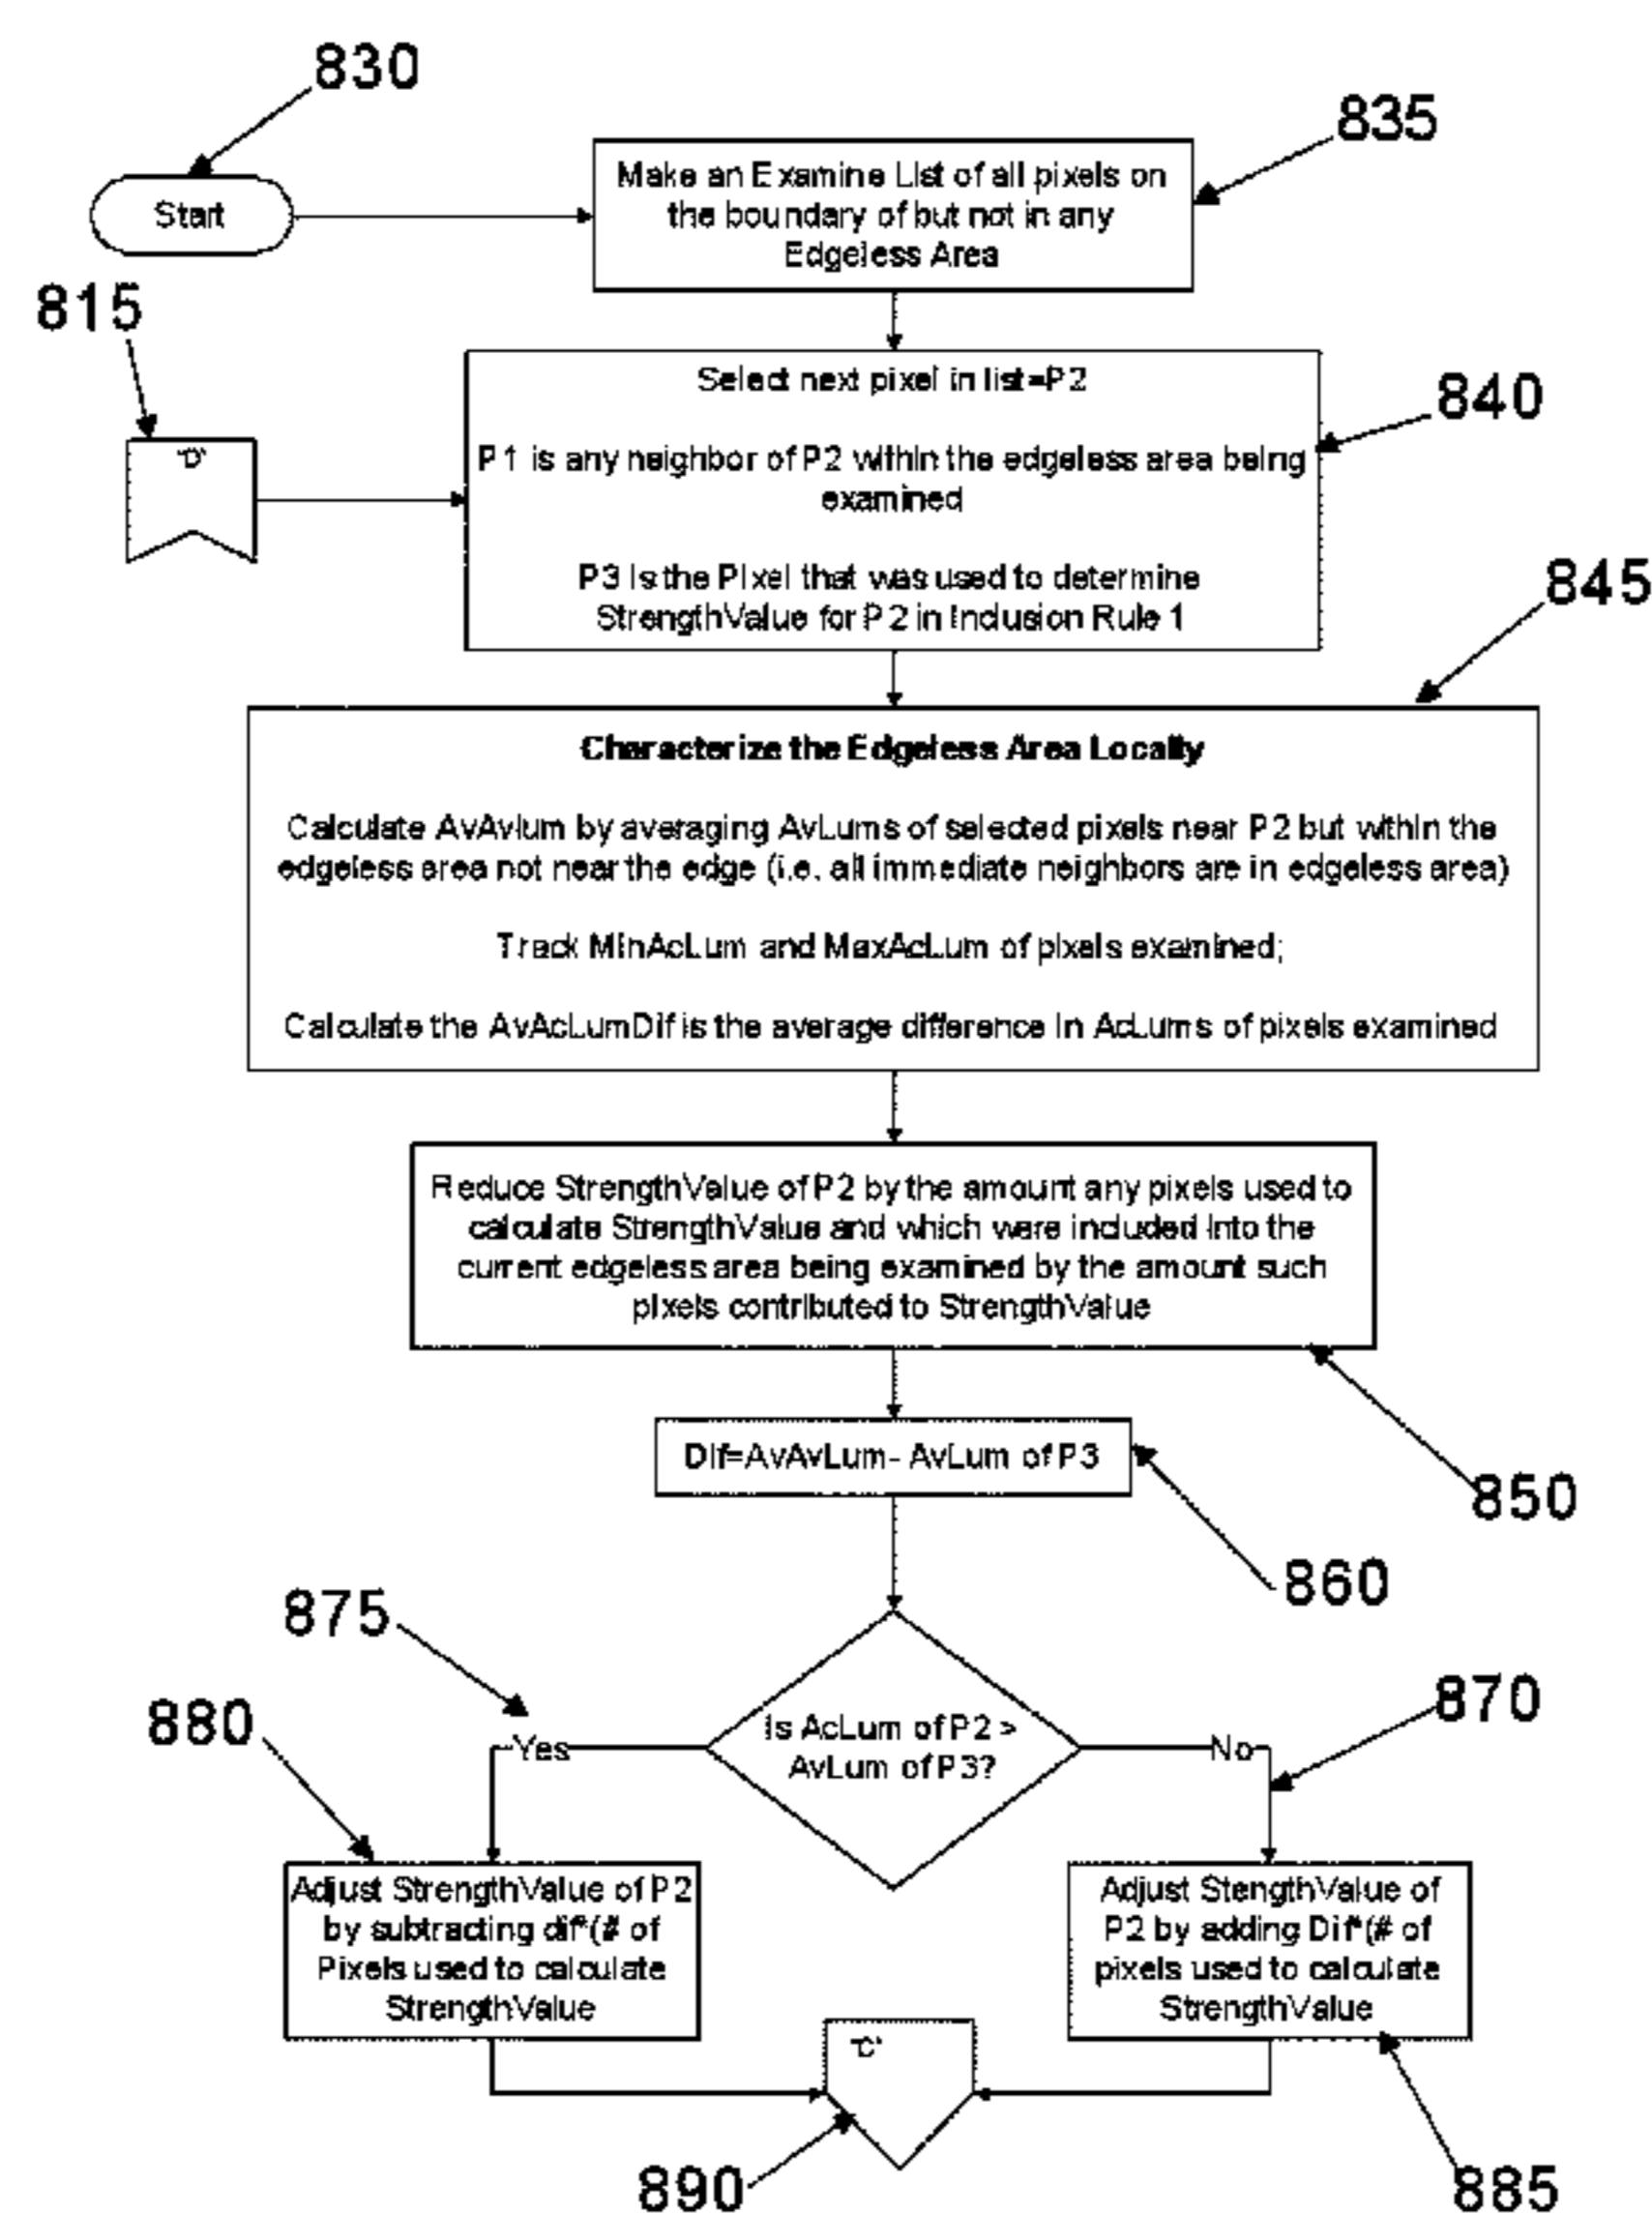 830
835
Make an Examine List of all pixels on
the boundary of but not in any
Edgeless Area
Start
815
"D"
Select next pixel in list=P2
P1 is any neighbor of P2 within the edgeless area being
examined
P3 is the Pixel that was used to determine
StrengthValue for P2 in Inclusion Rule 1
840
845
Characterize the Edgeless Area Locally
Calculate AvAvlum by averaging AvLums of selected pixels near P2 but within the
edgeless area not near the edge (i.e. all immediate neighbors are in edgeless area)
Track MinAcLum and MaxAcLum of pixels examined;
Calculate the AvAcLumDif is the average difference in AcLums of pixels examined
Reduce StrengthValue of P2 by the amount any pixels used to
calculate StrengthValue and which were included into the
current edgeless area being examined by the amount such
pixels contributed to StrengthValue
850
Dif=AvAvLum- AvLum of P3
860
875
870
880
Is AcLum of P2 >
AvLum of P3?
Yes
No
Adjust StrengthValue of P2
by subtracting dif*(# of
Pixels used to calculate
StrengthValue
Adjust StengthValue of
P2 by adding Dif*(# of
pixels used to calculate
StrengthValue
"C"
890
885